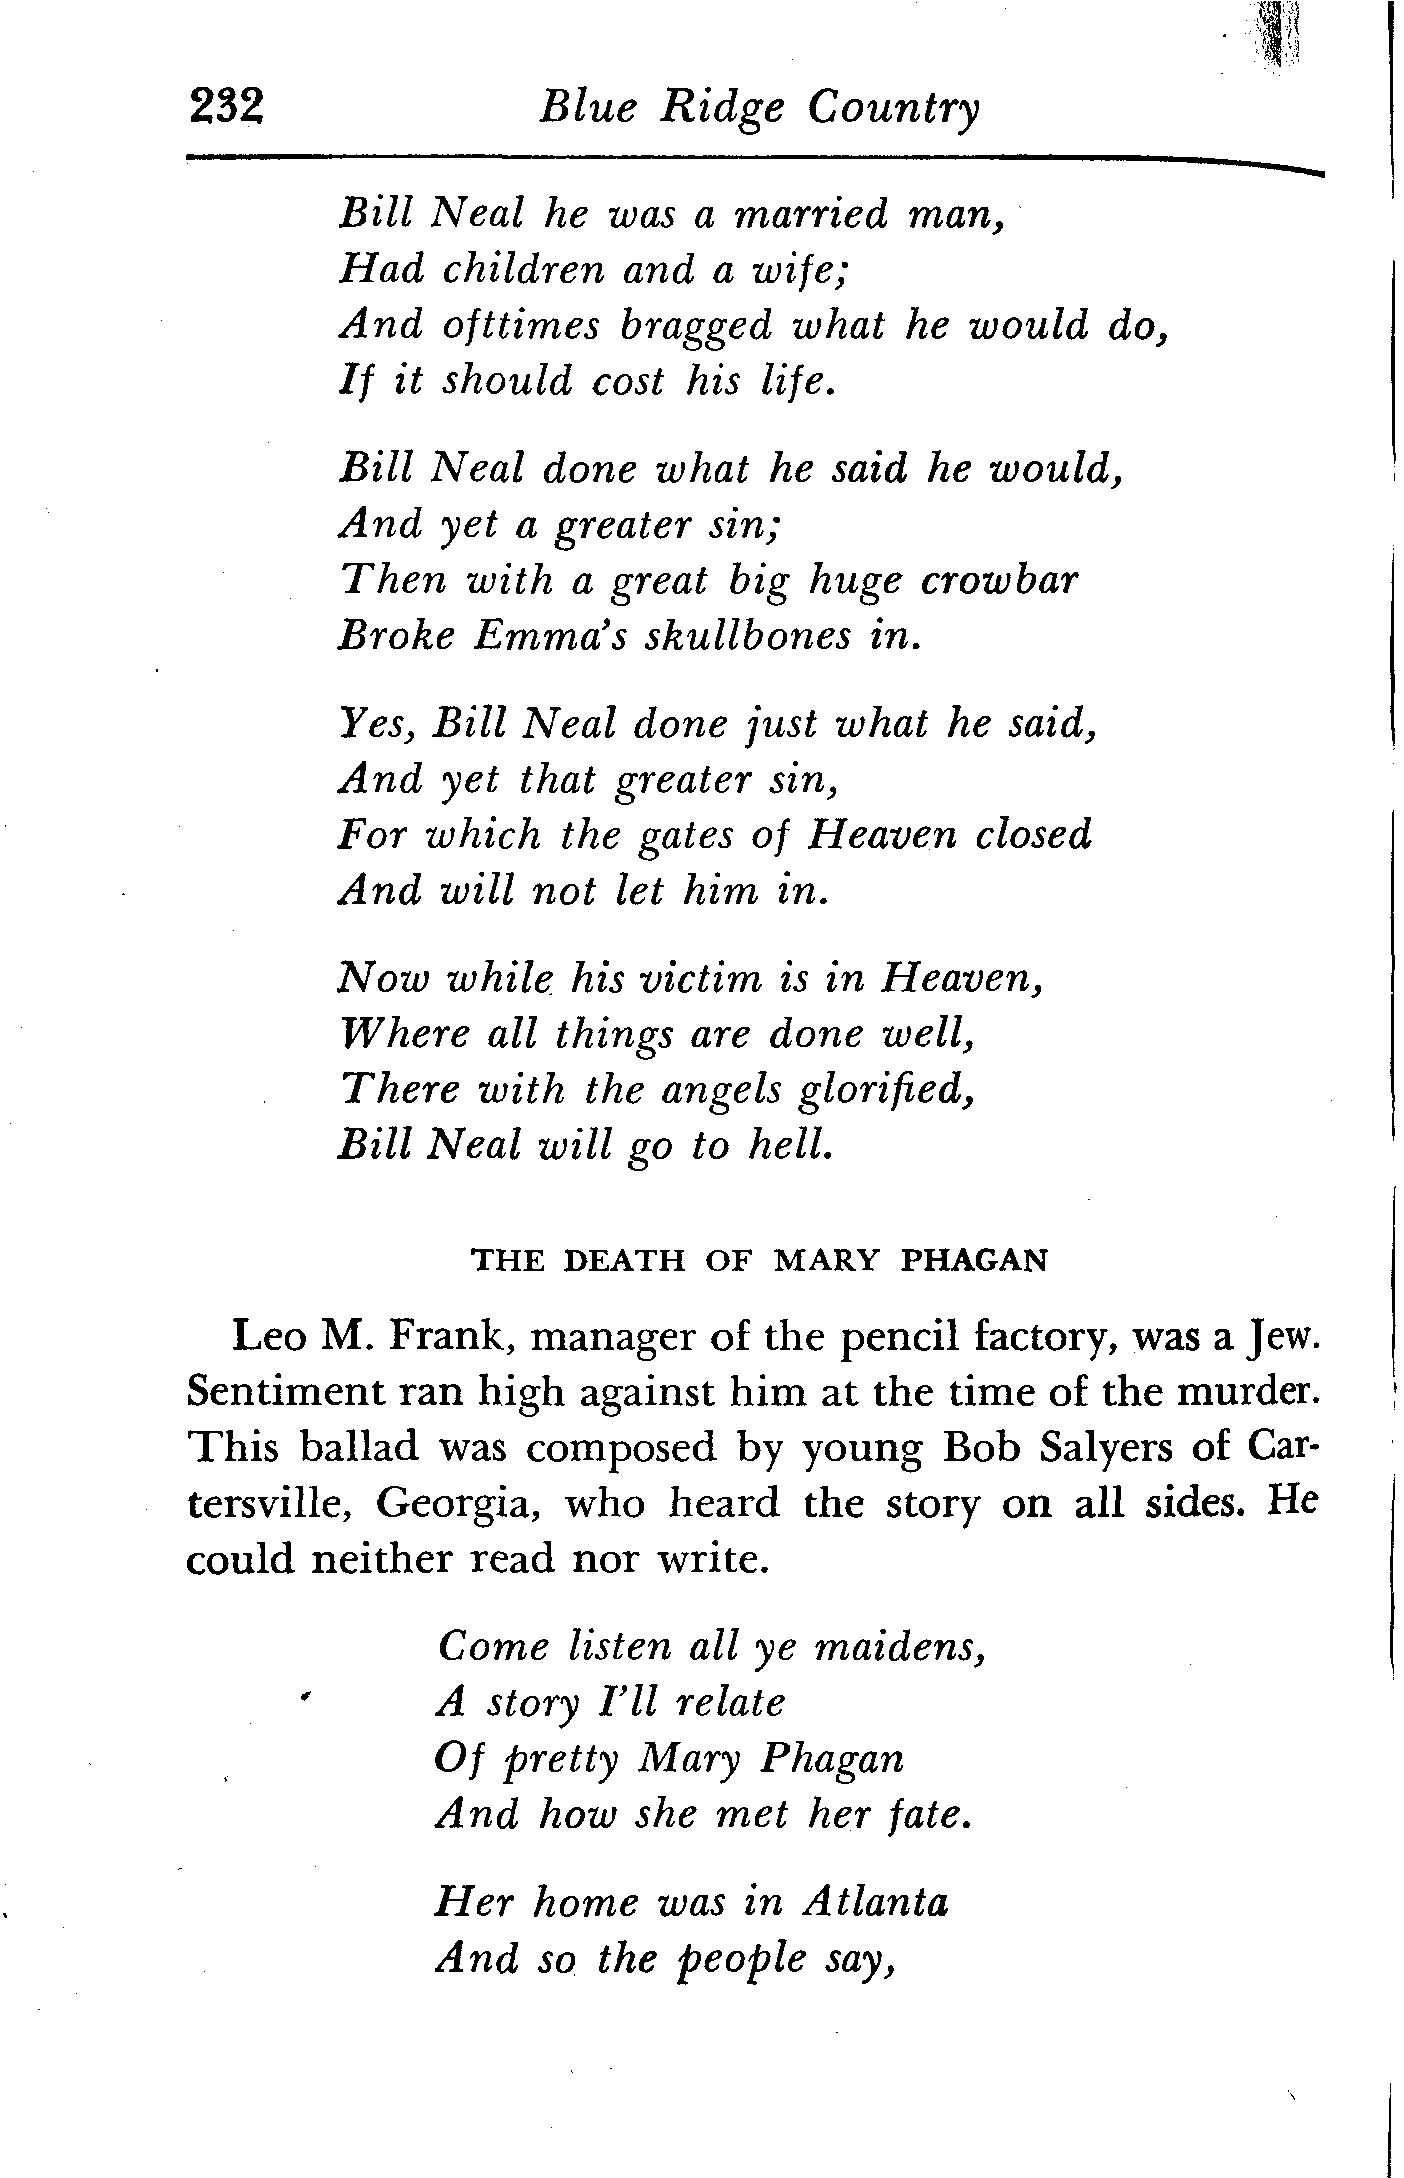 232 Blue Ridge Country
Bill Neal he was a married man,
Had children and a wife;
And ofttimes bragged what he would do,
If it should cost his life.
Bill Neal done what he said he would,
And yet a greater sin;
Then with a great big huge crowbar
Broke Emma's skullbones in.
Yes, Bill Neal done just what he said,
And yet that greater sin,
For which the gates of Heaven closed
And will not let him in.
Now while his victim is in Heaven,
Where all things are done well,
There with the angels glorified,
Bill Neal will go to hell.
THE DEATH OF MARY PHAGAN
Leo M. Frank, manager of the pencil factory, was a Jew.
Sentiment ran high against him at the time of the murder.
This ballad was composed by young Bob Salyers of Car-
tersville, Georgia, who heard the story on all sides. He
could neither read nor write.
Come listen all ye maidens,
A story I'll relate
Of pretty Mary Phagan
And how she met her fate.
Her home was in Atlanta
And so the people say,